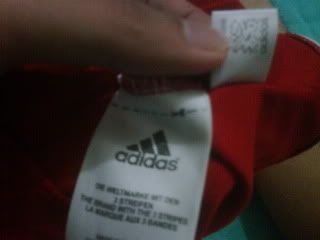 adidas
DIE WELTMARKE MIT DEN
3 STREIFEN
THE BRAND WITH THE 3 STRIPES
LA MARQUE AUX 3 BANDES